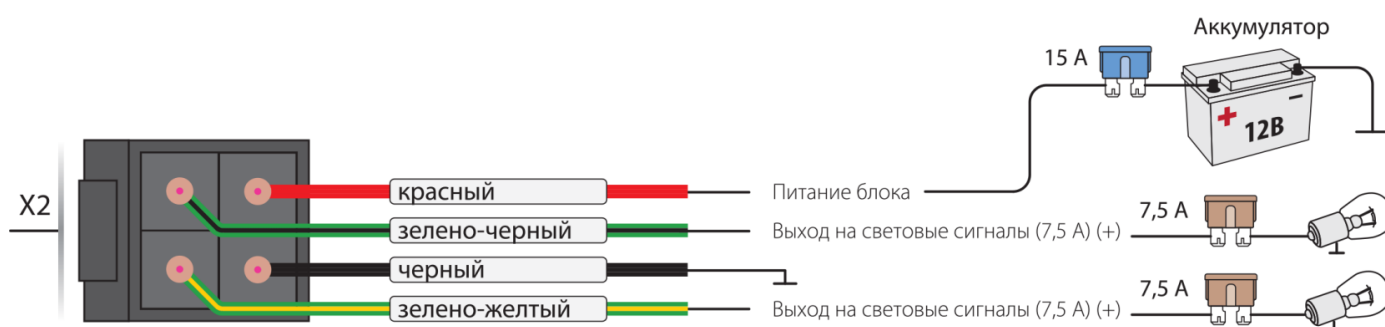 Аккумулятор
15 А
12В
X2
красный
Питание блока
7,5 А
зелено-черный
Выход на световые сигналы (7,5 А) (+)
черный
7,5 А
зелено-желтый
Выход на световые сигналы (7,5 А) (+)